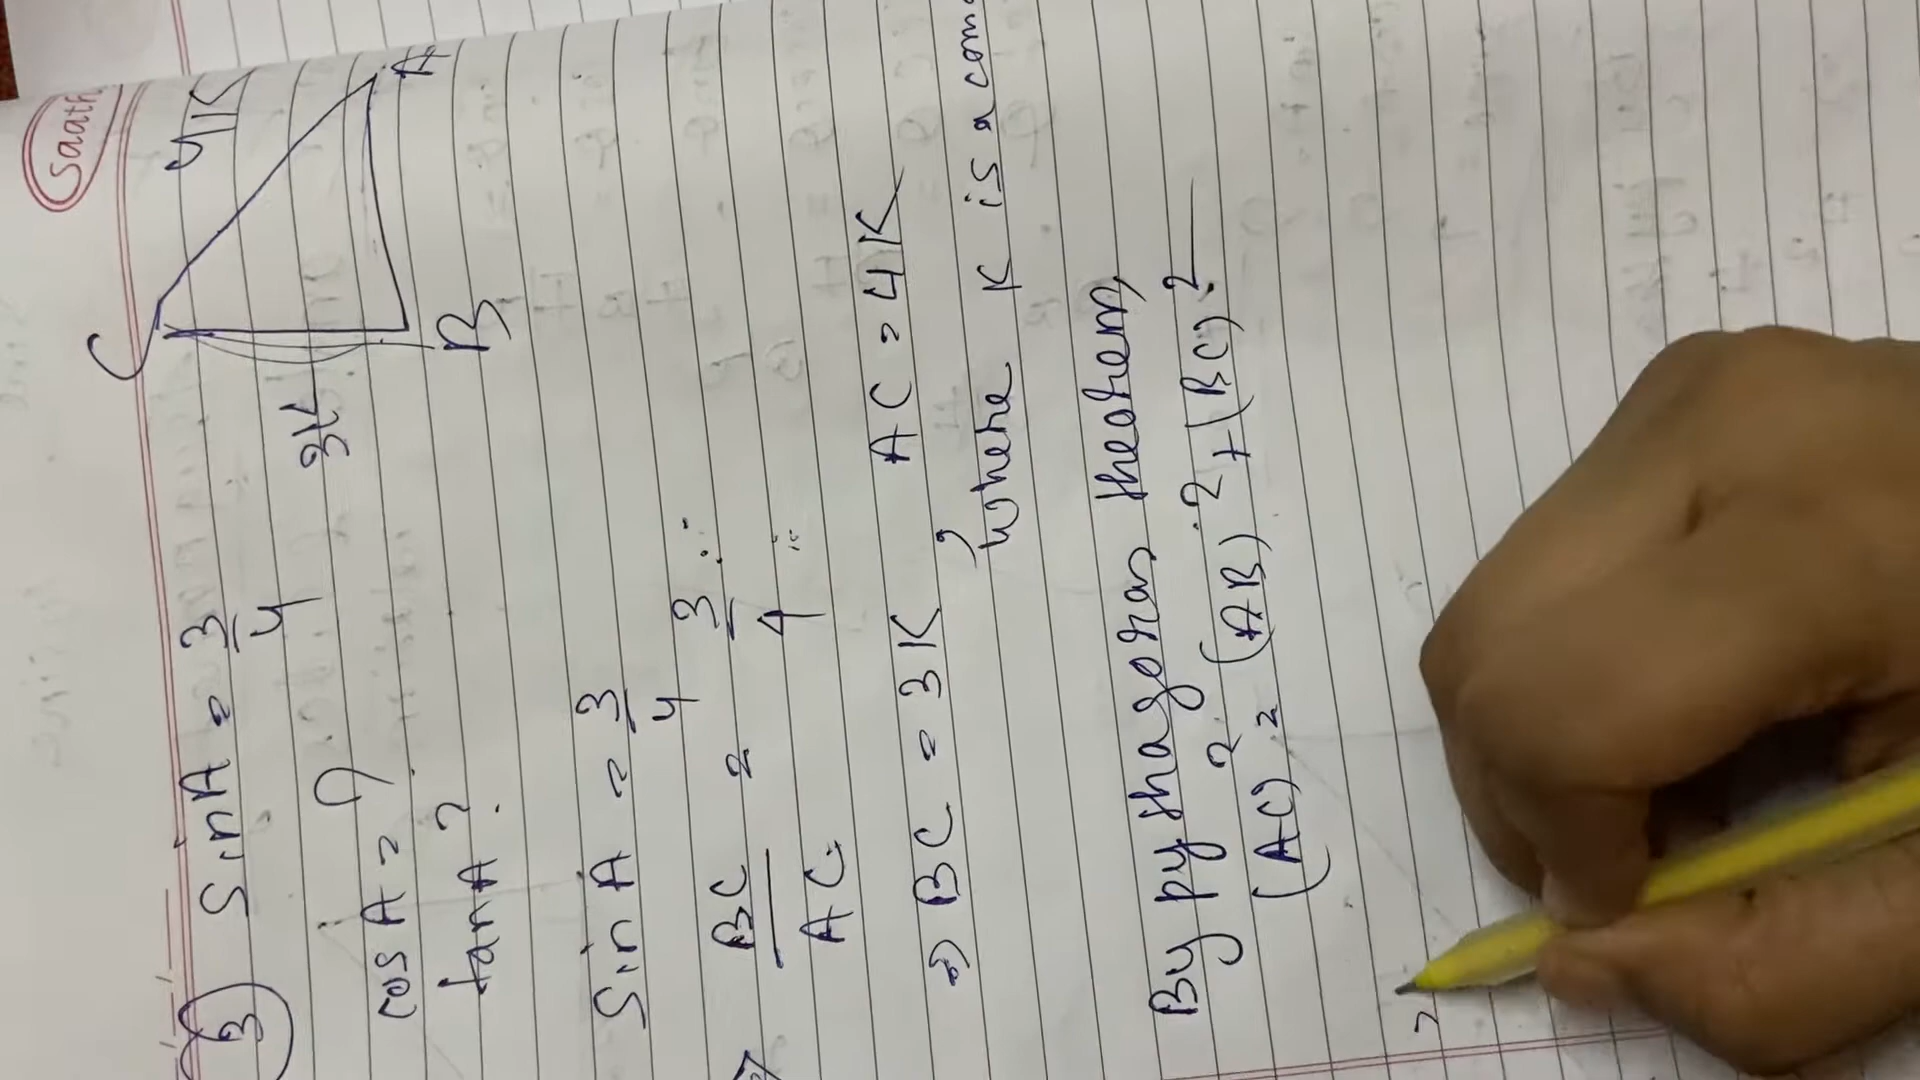 Saath
3 Sin A = 3/4
cos A = ?
tan A ?
C
4K
A
3K
B
Sin A = 3/4
BC/AC = 3/4
⇒ BC = 3K, AC = 4K
where K is a
By pythagoras theorem,
(AC)² = (AB)² + (BC)²